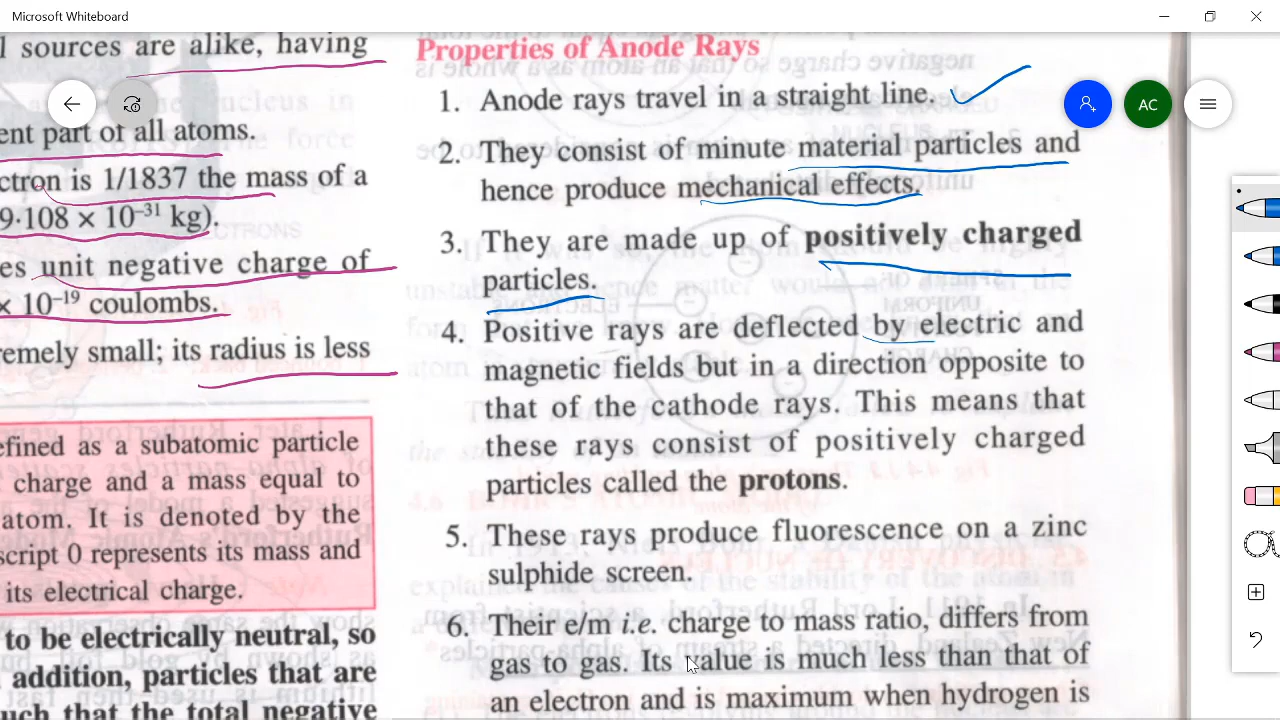 Microsoft Whiteboard
AC
l sources are alike, having
ent part of all atoms.
ctron is 1/1837 the mass of a
9·108 × 10⁻³¹ kg).
es unit negative charge of
× 10⁻¹⁹ coulombs.
remely small; its radius is less
efined as a subatomic particle
charge and a mass equal to
atom. It is denoted by the
script 0 represents its mass and
its electrical charge.
to be electrically neutral, so
addition, particles that are
uch that the total negative
Properties of Anode Rays
1. Anode rays travel in a straight line.
2. They consist of minute material particles and
hence produce mechanical effects.
3. They are made up of positively charged
particles.
4. Positive rays are deflected by electric and
magnetic fields but in a direction opposite to
that of the cathode rays. This means that
these rays consist of positively charged
particles called the protons.
5. These rays produce fluorescence on a zinc
sulphide screen.
6. Their e/m i.e. charge to mass ratio, differs from
gas to gas. Its value is much less than that of
an electron and is maximum when hydrogen is